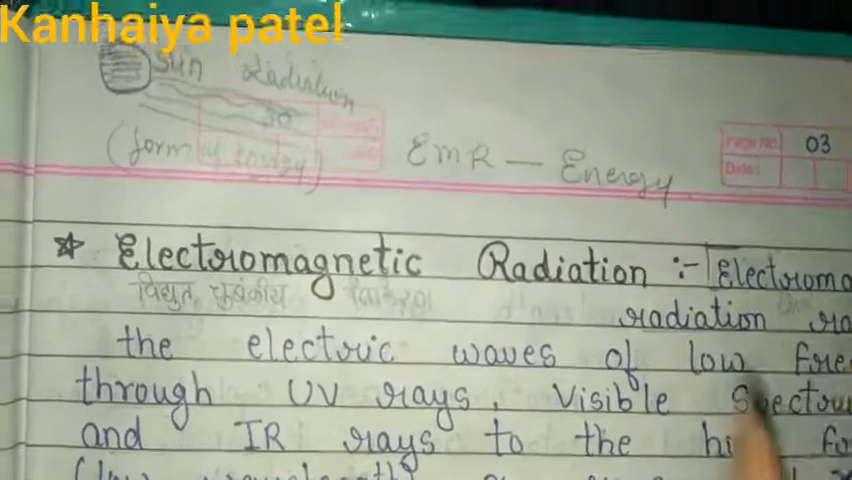 Kanhaiya patel
Sun Radiation
(form of energy)
EMR — Energy
Page No. 03
Date:
☆ Electromagnetic Radiation :- Electroma
विद्युत चुंबकीय विकिरण
radiation ra
the electric waves of low fre
through UV rays, Visible Spectru
and IR rays to the hi